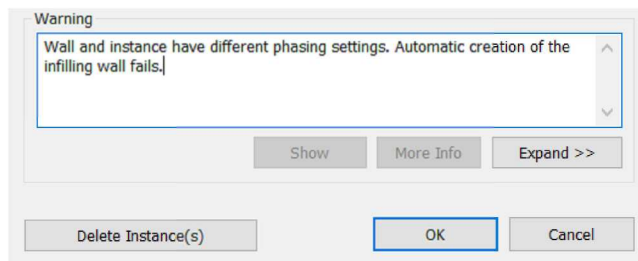 Warning
Wall and instance have different phasing settings. Automatic creation of the
infilling wall fails.
Show
More Info
Expand >>
Delete Instance(s)
OK
Cancel